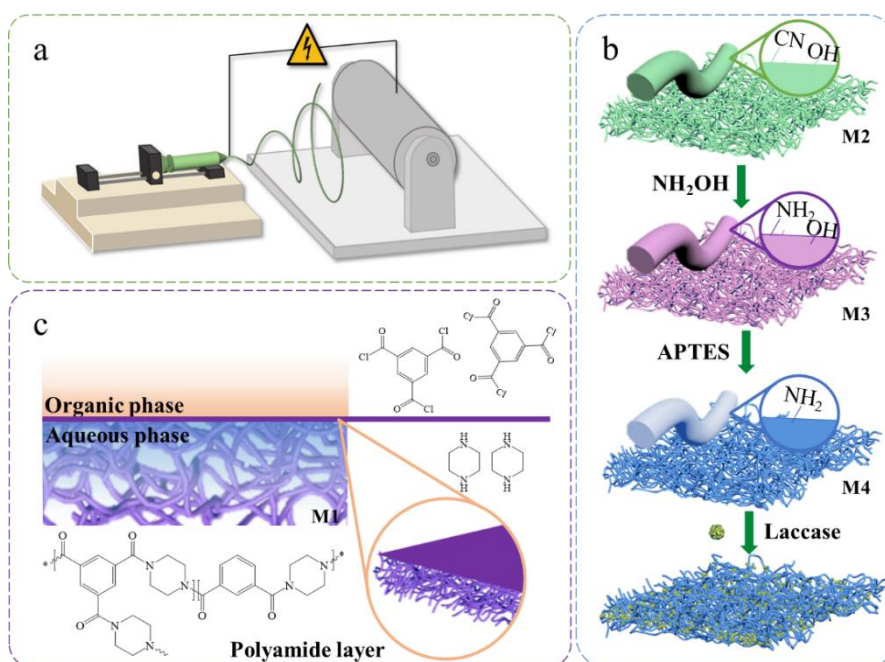 a
b
CN
OH
M2
NH₂OH
NH₂
OH
M3
APTES
NH₂
M4
Laccase
c
Organic phase
Aqueous phase
M1
O
Cl
Cl
O
O
Cl
Cl
O
O
Cl
O
Cl
H
N
N
H
H
N
N
H
*
O
O
N
N
*
O
N
N
O
O
N
N
Polyamide layer